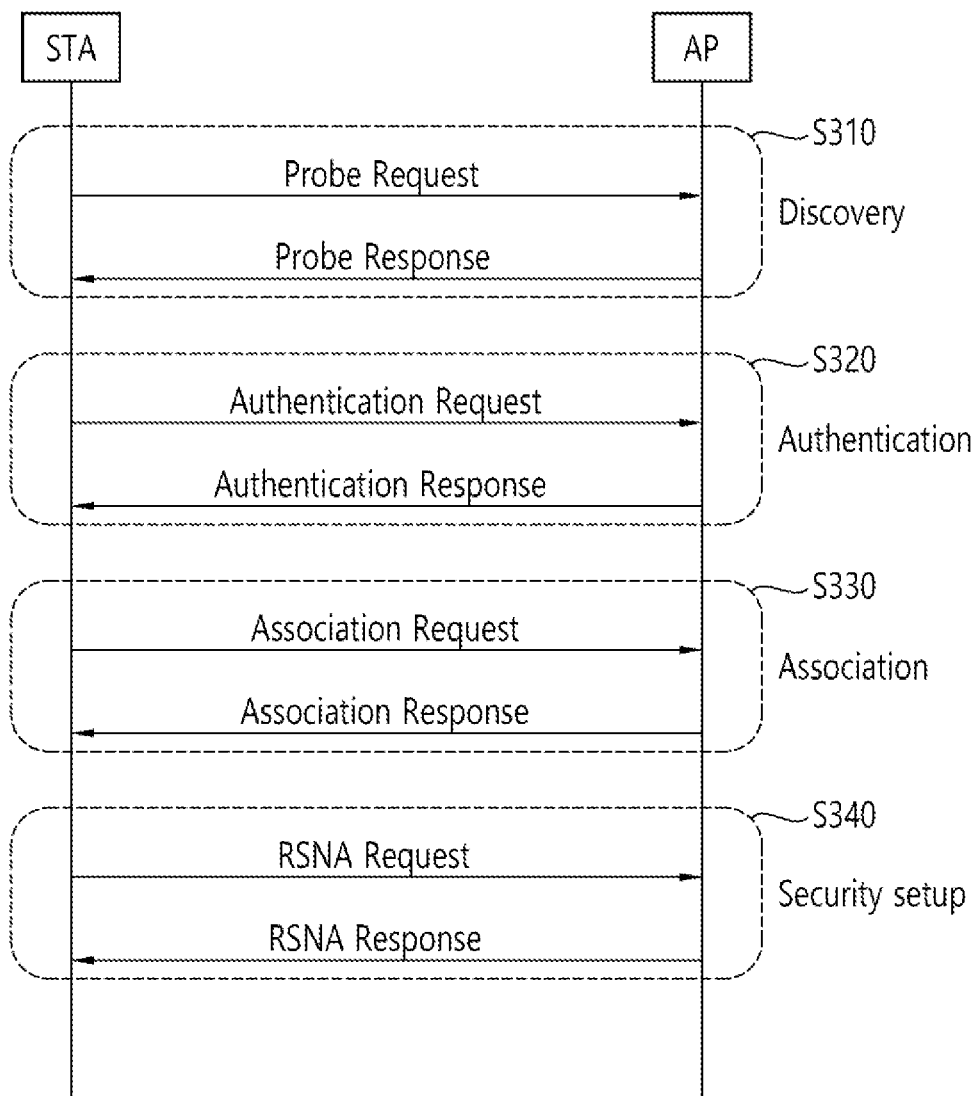 STA
AP
S310
Probe Request
Discovery
Probe Response
S320
Authentication Request
Authentication
Authentication Response
S330
Association Request
Association
Association Response
S340
RSNA Request
Security setup
RSNA Response